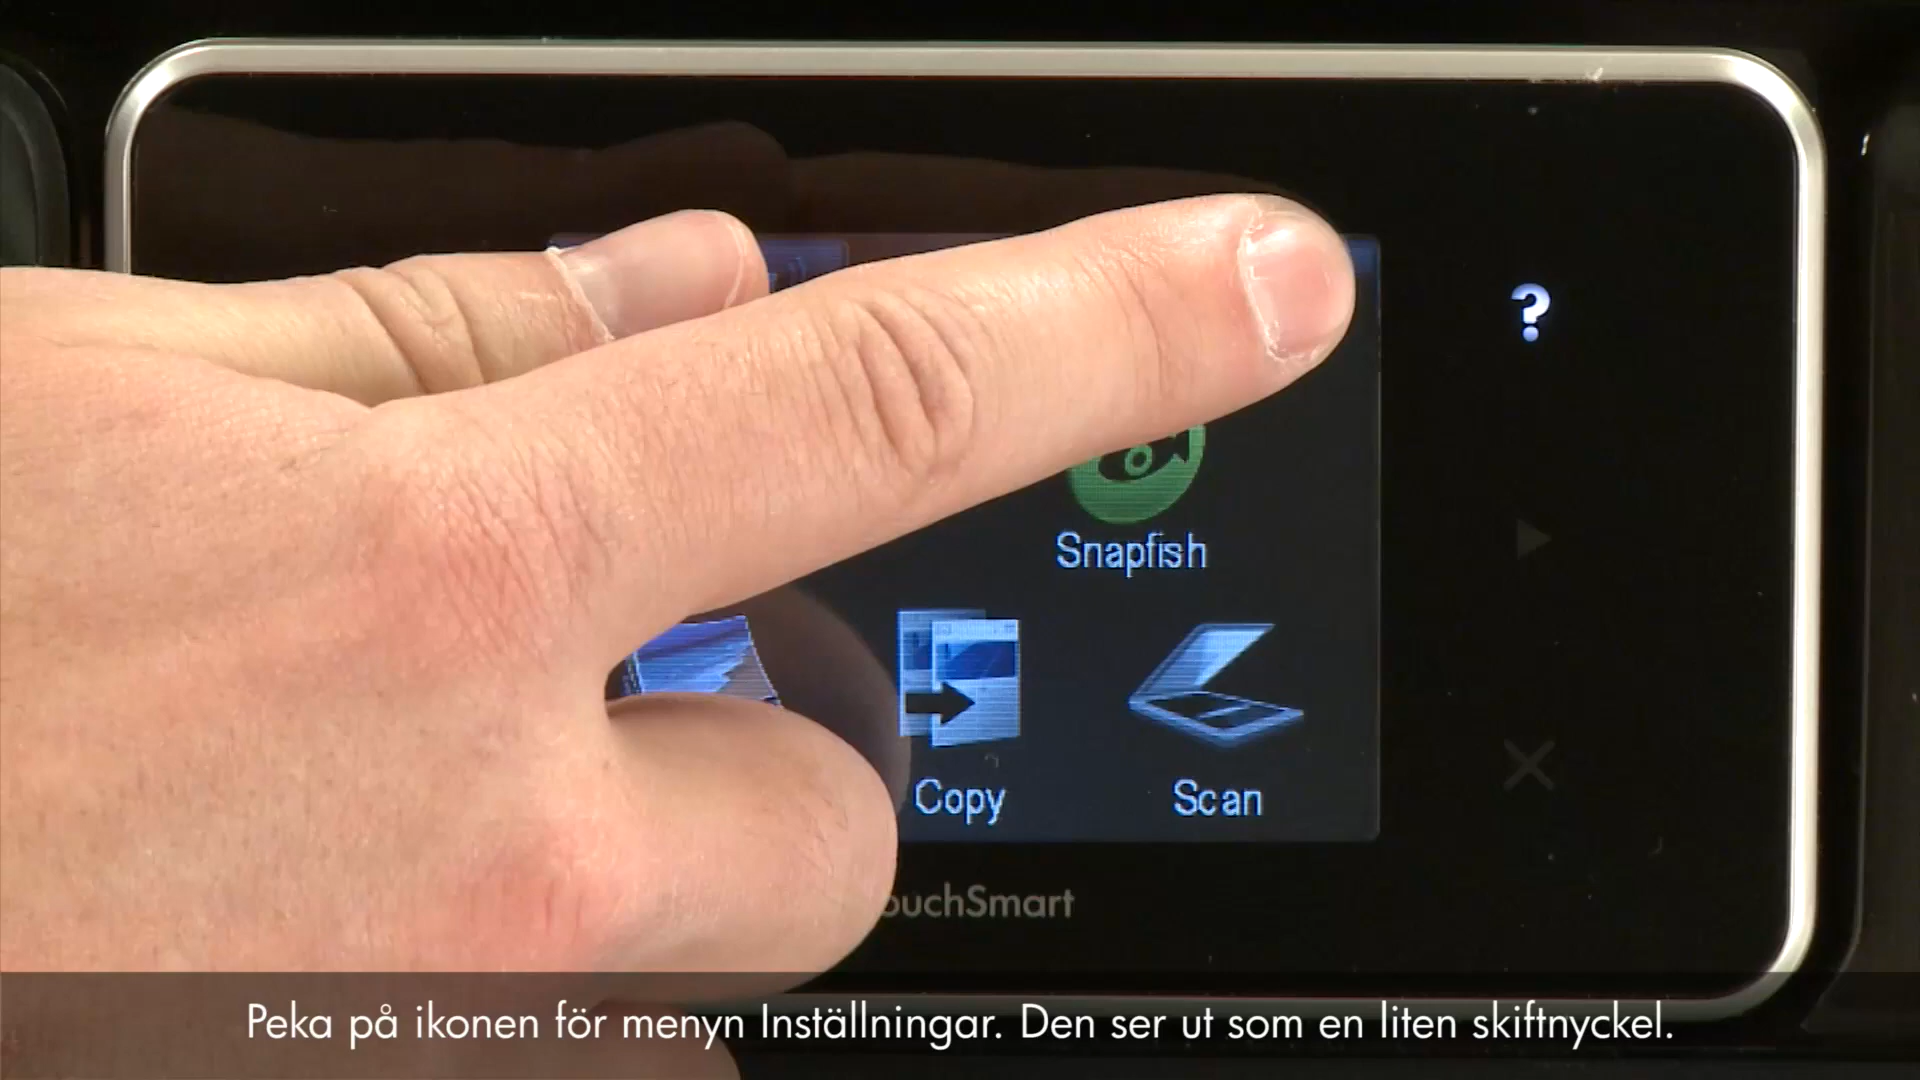 ?
Snapfish
Copy
Scan
ouchSmart
Peka på ikonen för menyn Inställningar. Den ser ut som en liten skiftnyckel.